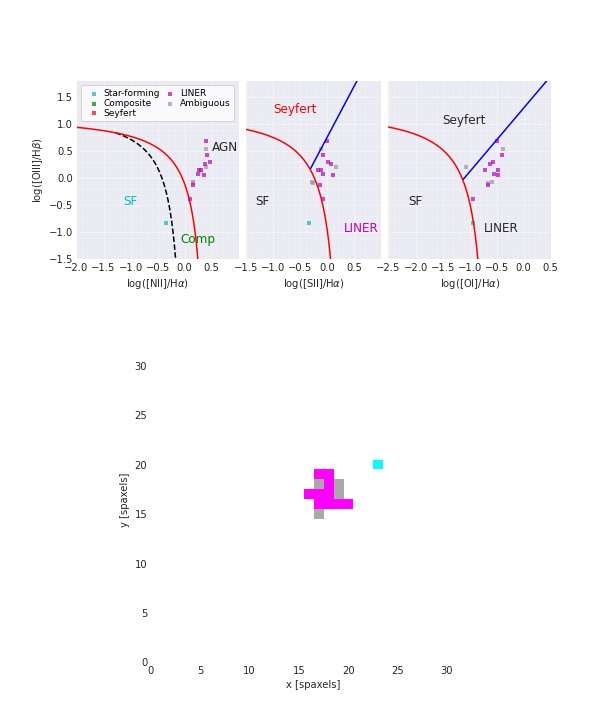 1.5
1.0
0.5
0.0
−0.5
−1.0
−1.5
log([OIII]/Hβ)
Star-forming
Composite
Seyfert
LINER
Ambiguous
AGN
SF
Comp
−2.0 −1.5 −1.0 −0.5 0.0 0.5
log([NII]/Hα)
Seyfert
SF
LINER
−1.0 −0.5 0.0 0.5
log([SII]/Hα)
Seyfert
SF
LINER
−2.5 −2.0 −1.5 −1.0 −0.5 0.0 0.5
log([OI]/Hα)
30
25
20
15
10
5
0
y [spaxels]
0 5 10 15 20 25 30
x [spaxels]